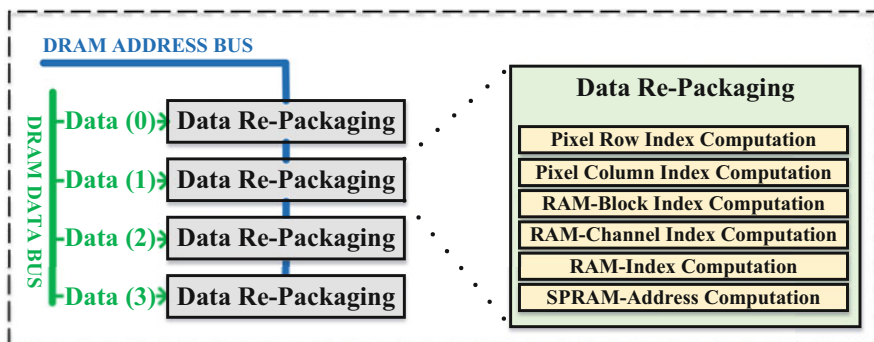 DRAM ADDRESS BUS
DRAM DATA BUS
Data (0)
Data Re-Packaging
Data (1)
Data Re-Packaging
Data (2)
Data Re-Packaging
Data (3)
Data Re-Packaging
Data Re-Packaging
Pixel Row Index Computation
Pixel Column Index Computation
RAM-Block Index Computation
RAM-Channel Index Computation
RAM-Index Computation
SPRAM-Address Computation